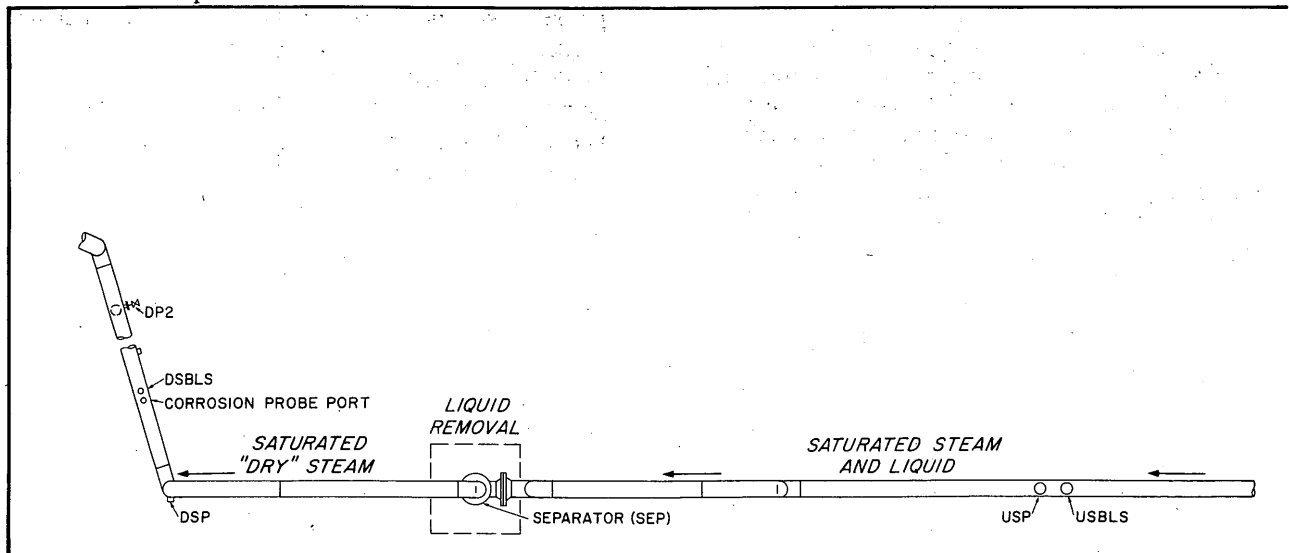 DP2
DSBLS
CORROSION PROBE PORT
LIQUID
REMOVAL
SATURATED
"DRY" STEAM
SATURATED STEAM
AND LIQUID
DSP
SEPARATOR (SEP)
USP
USBLS